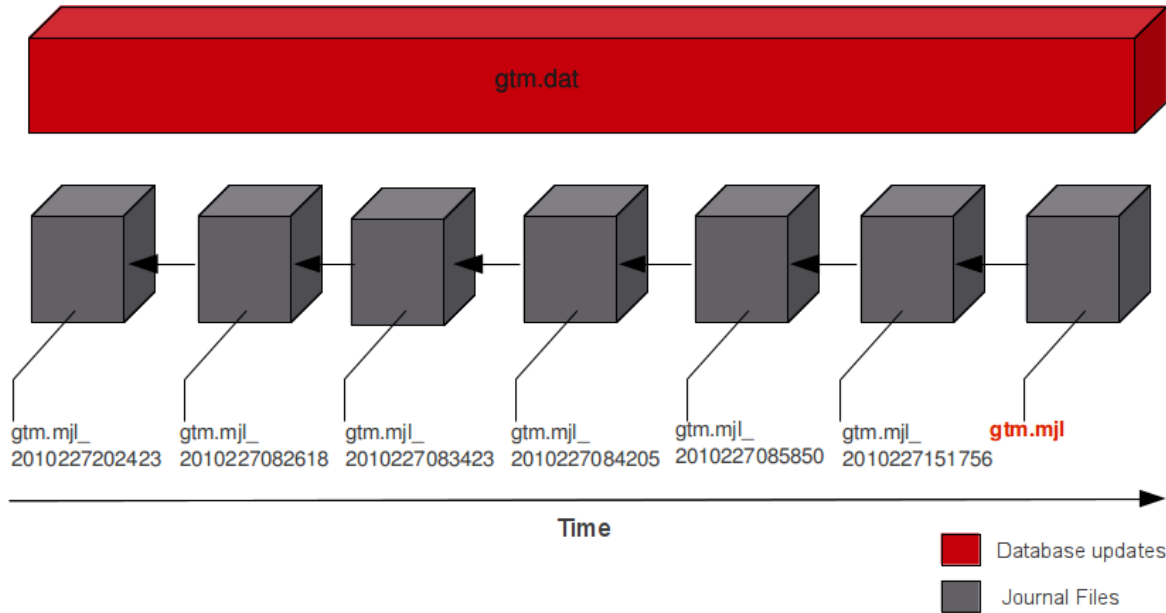 gtm.dat
gtm.mjl_
2010227202423
gtm.mjl_
2010227082618
gtm.mjl_
2010227083423
gtm.mjl_
2010227084205
gtm.mjl_
2010227085850
gtm.mjl_
2010227151756
gtm.mjl
Time
Database updates
Journal Files